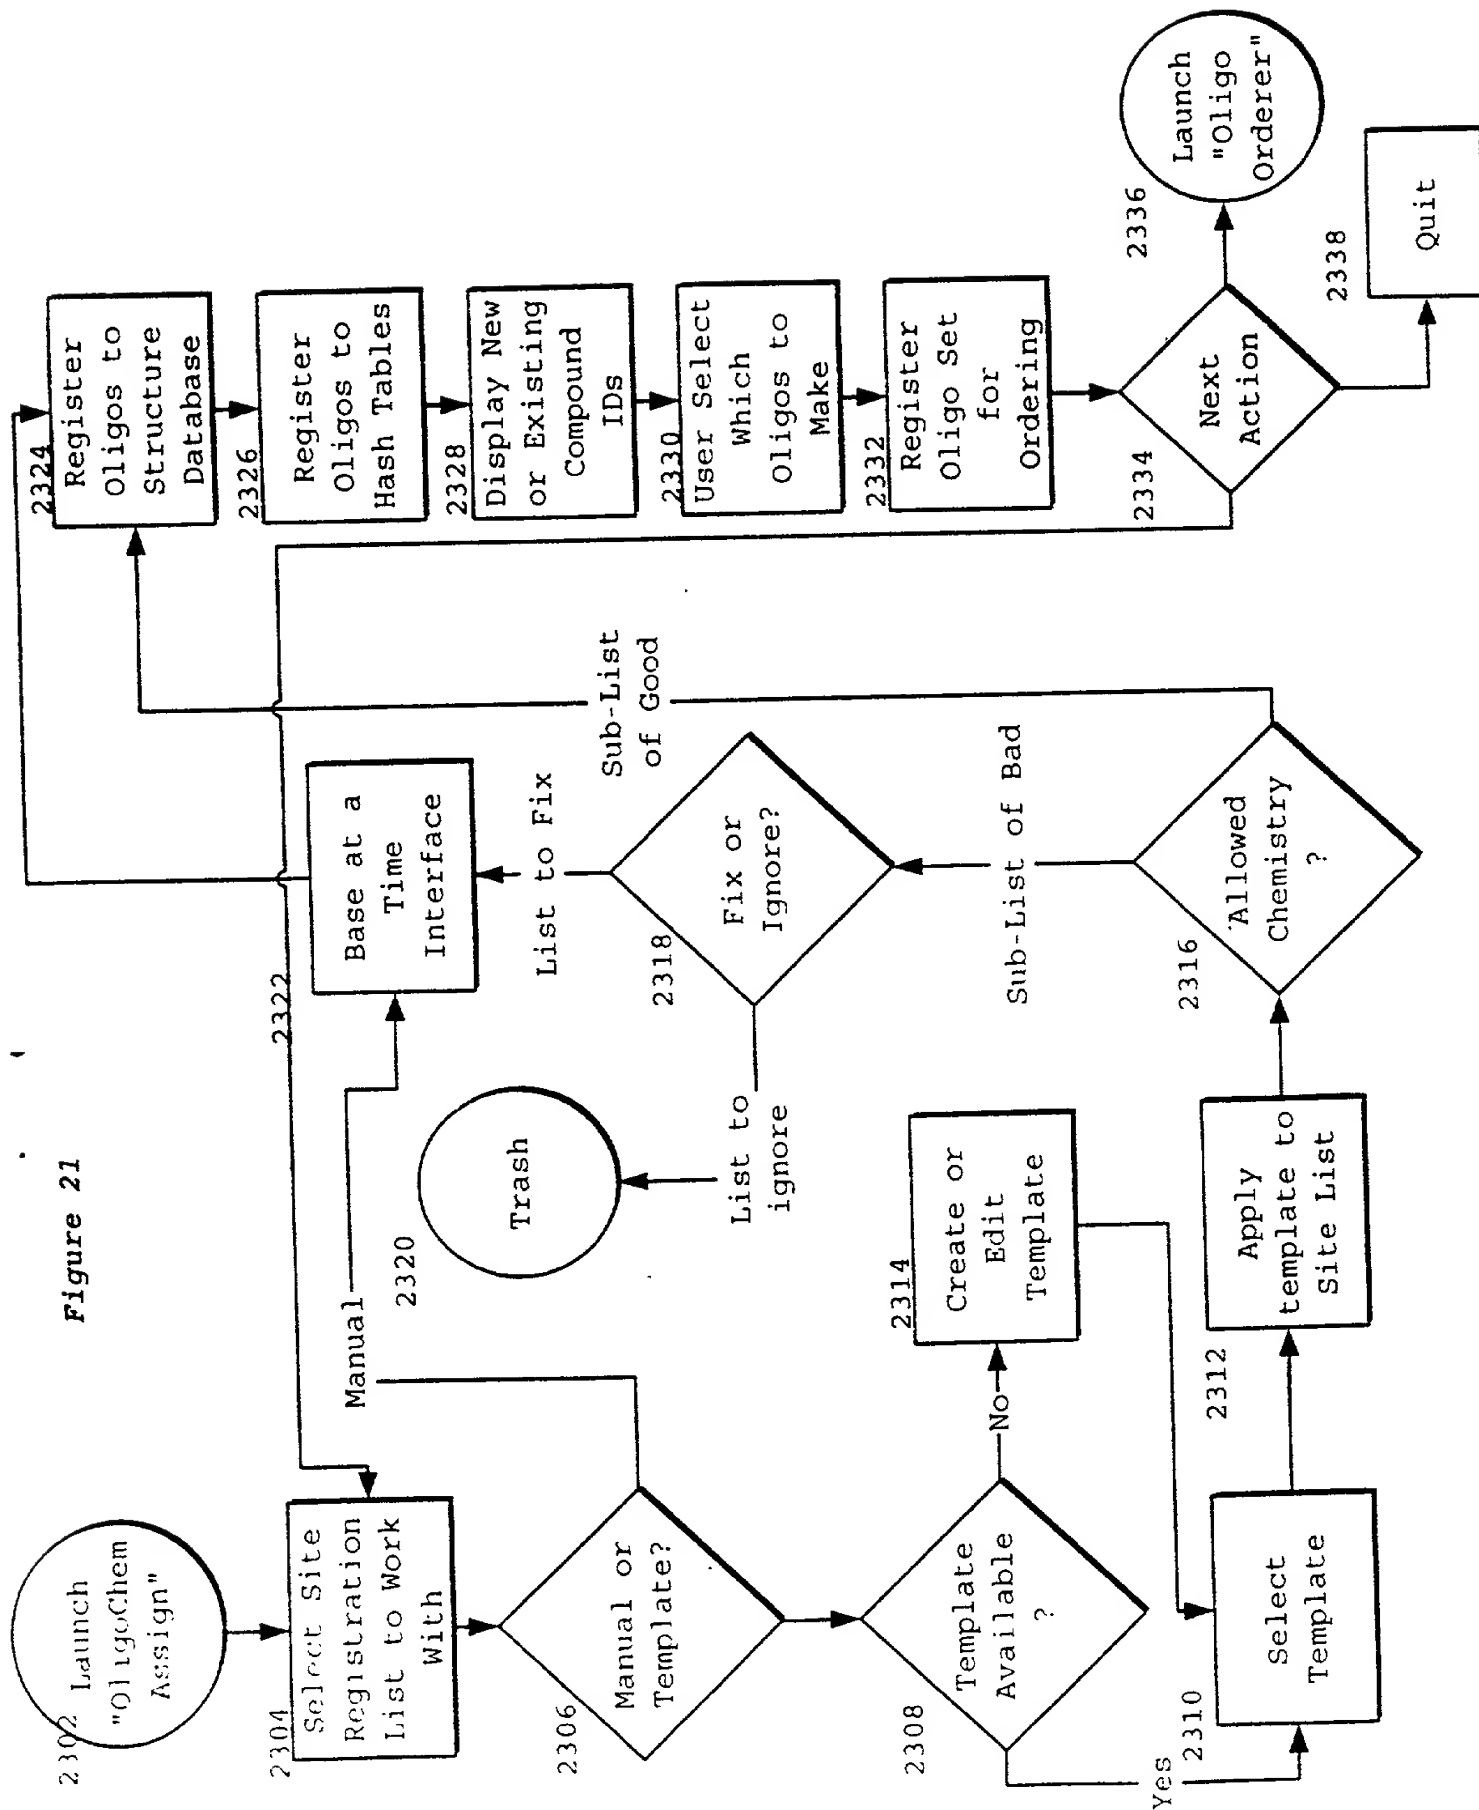 Figure 21
2302
Launch
"OligoChem
Assign"
2304
Select Site
Registration
List to Work
With
2306
Manual or
Template?
Manual
2308
Template
Available
?
Yes
No
2310
Select
Template
2314
Create or
Edit
Template
2312
Apply
template to
Site List
2316
Allowed
Chemistry
?
Sub-List of Bad
Sub-List
of Good
2318
Fix or
Ignore?
List to
ignore
2320
Trash
List to Fix
2322
Base at a
Time
Interface
2324
Register
Oligos to
Structure
Database
2326
Register
Oligos to
Hash Tables
2328
Display New
or Existing
Compound
IDs
2330
User Select
Which
Oligos to
Make
2332
Register
Oligo Set
for
Ordering
2334
Next
Action
2336
Launch
"Oligo
Orderer"
2338
Quit